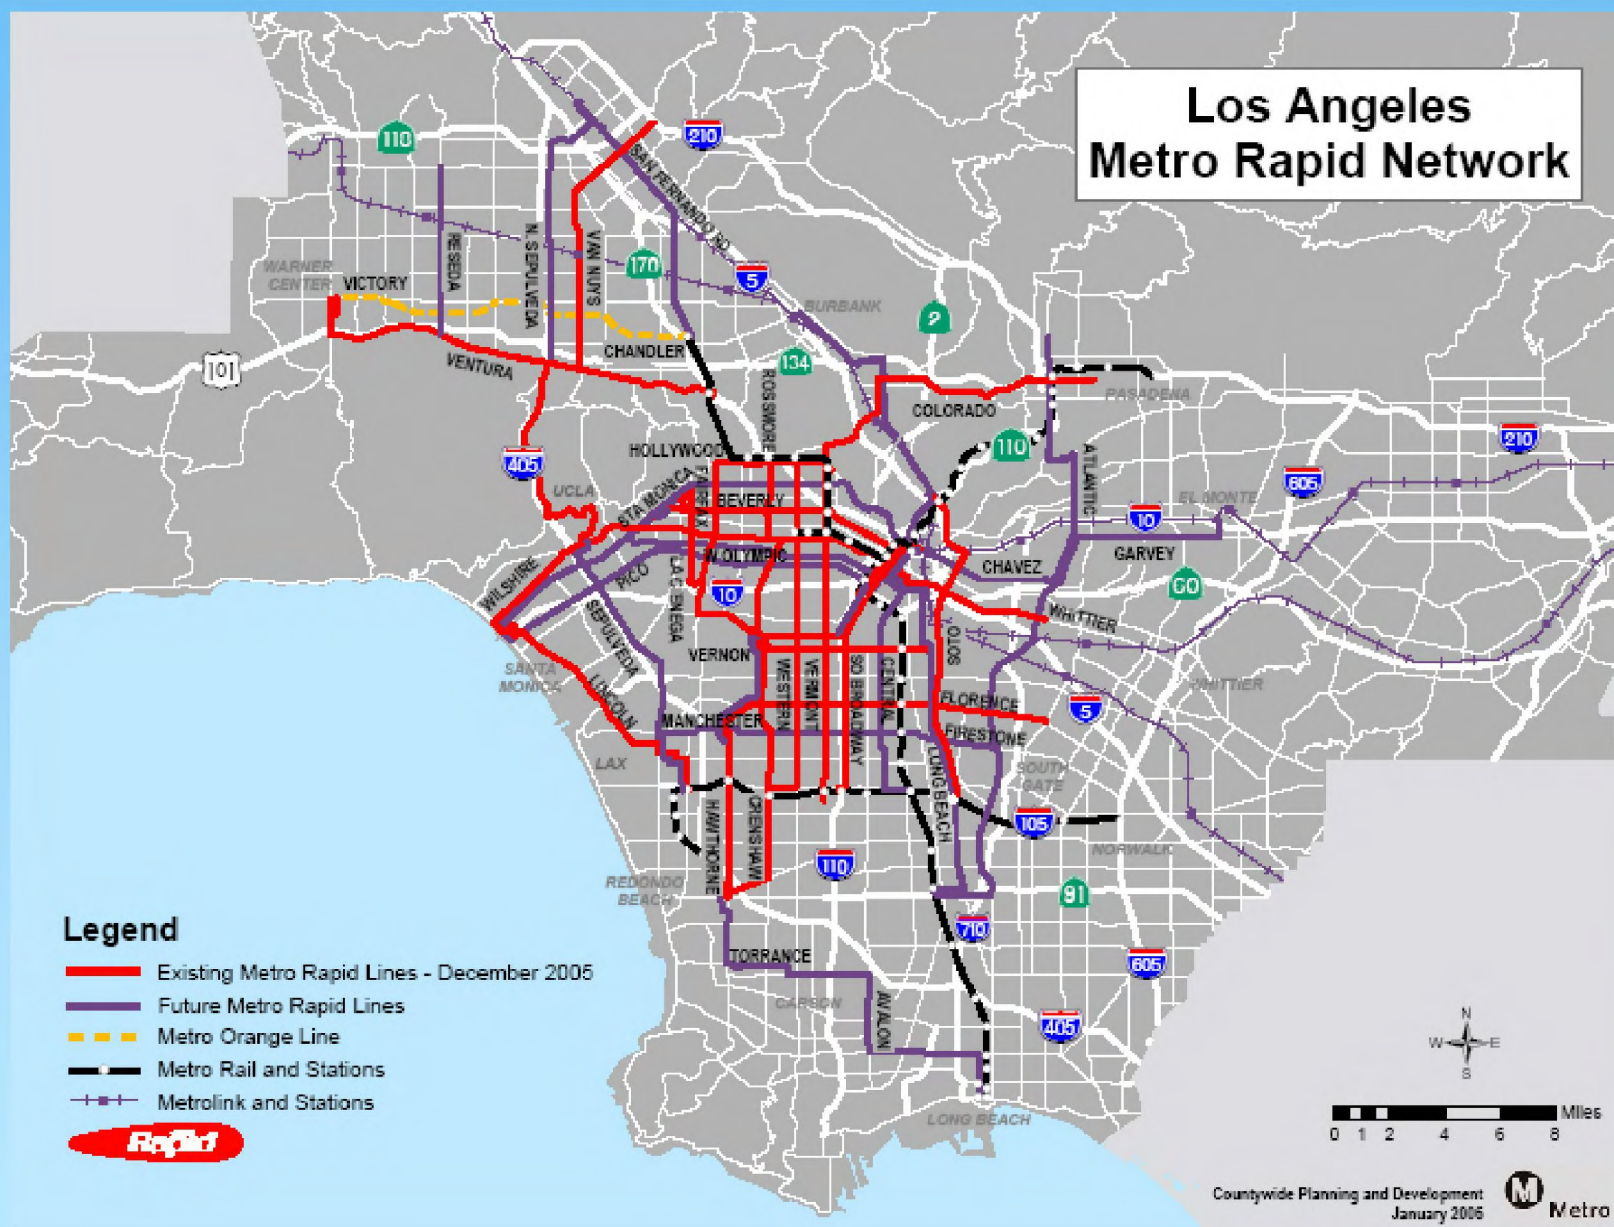 Los Angeles
Metro Rapid Network
118
210
SAN FERNANDO RD
RESEDA
N. SEPULVEDA
VAN NUYS
170
5
WARNER
CENTER
VICTORY
BURBANK
2
101
VENTURA
CHANDLER
134
ROSSMORE
PASADENA
COLORADO
110
210
HOLLYWOOD
405
UCLA
STA MONICA
FAIRFAX
BEVERLY
ATLANTIC
605
EL MONTE
10
W OLYMPIC
CHAVEZ
GARVEY
60
WILSHIRE
PICO
LA CIENEGA
10
WHITTIER
SEPULVEDA
SOTO
VERNON
SANTA
MONICA
LINCOLN
WESTERN
VERMONT
SO BROADWAY
CENTRAL
WHITTIER
FLORENCE
5
MANCHESTER
FIRESTONE
LAX
LONG BEACH
SOUTH
GATE
HAWTHORNE
CRENSHAW
105
110
NORWALK
REDONDO
BEACH
91
710
TORRANCE
605
CARSON
AVALON
405
LONG BEACH
Legend
Existing Metro Rapid Lines - December 2005
Future Metro Rapid Lines
Metro Orange Line
Metro Rail and Stations
Metrolink and Stations
Rapid
N
W E
S
Miles
0 1 2 4 6 8
Countywide Planning and Development
January 2006
M Metro